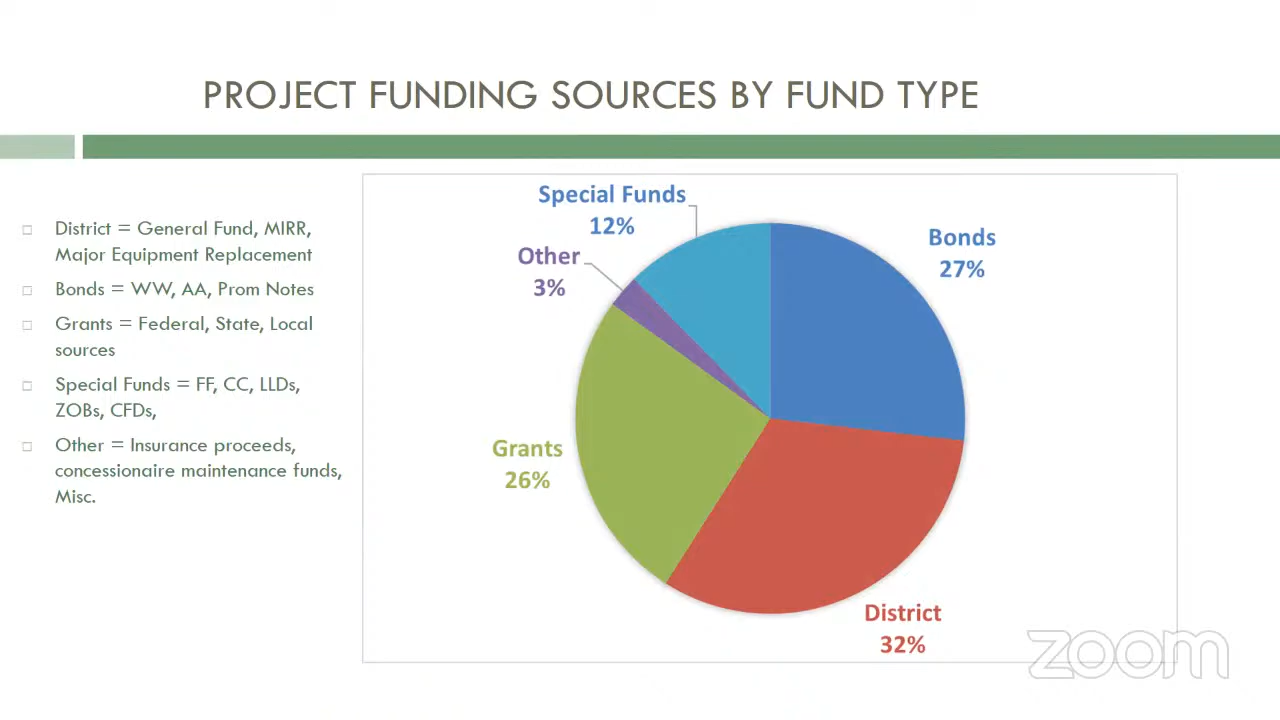 PROJECT FUNDING SOURCES BY FUND TYPE
District = General Fund, MIRR,
Major Equipment Replacement
Bonds = WW, AA, Prom Notes
Grants = Federal, State, Local
sources
Special Funds = FF, CC, LLDs,
ZOBs, CFDs,
Other = Insurance proceeds,
concessionaire maintenance funds,
Misc.
Special Funds
12%
Other
3%
Bonds
27%
Grants
26%
District
32%
zoom